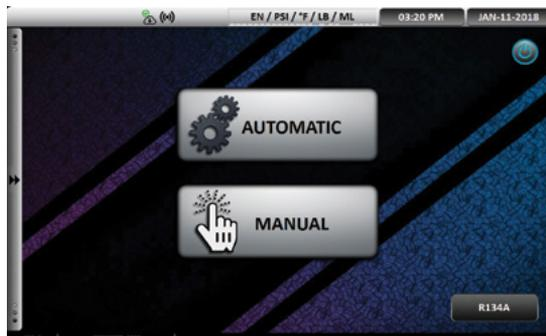 EN / PSI / °F / LB / ML
03:20 PM
JAN-11-2018
AUTOMATIC
MANUAL
R134A